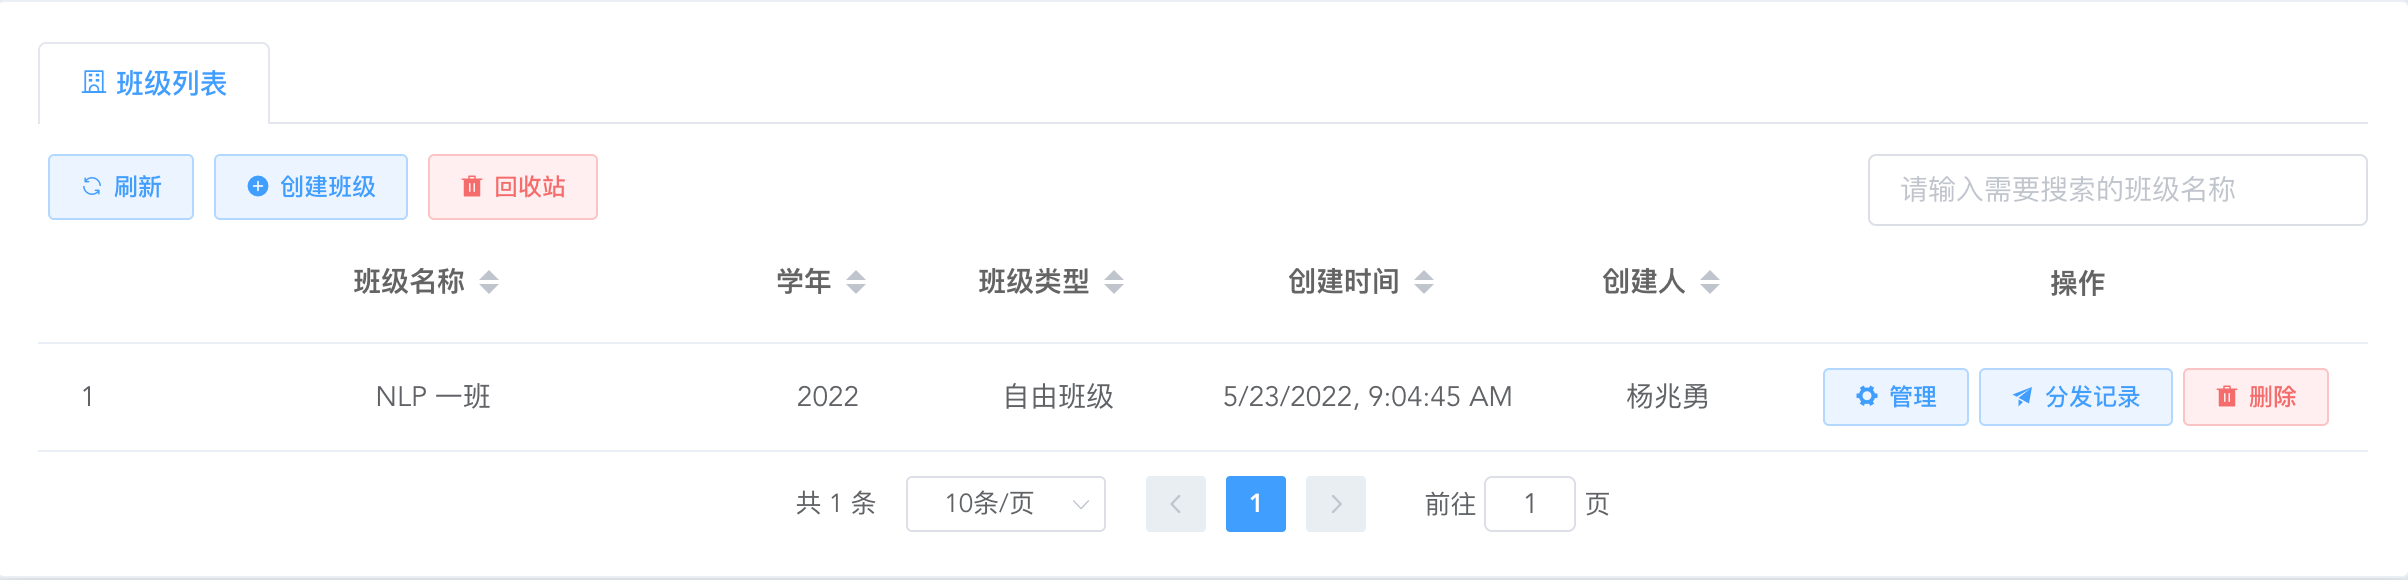 班级列表
刷新 创建班级 回收站 请输入需要搜索的班级名称
班级名称 学年 班级类型 创建时间 创建人 操作
1 NLP 一班 2022 自由班级 5/23/2022, 9:04:45 AM 杨兆勇 管理 分发记录 删除
共 1 条 10条/页 1 前往 1 页